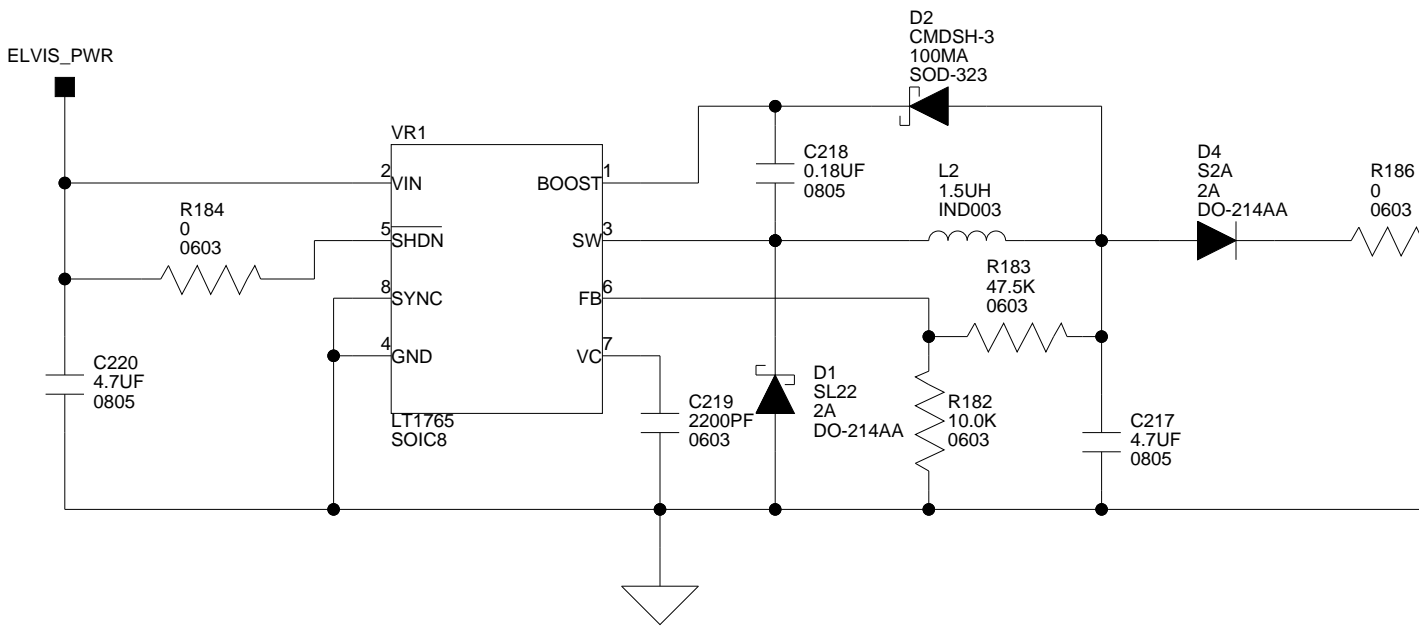 ELVIS_PWR
D2
CMDSH-3
100MA
SOD-323
VR1
2
VIN
BOOST
1
C218
0.18UF
0805
L2
1.5UH
IND003
D4
S2A
2A
DO-214AA
R186
0
0603
R184
0
0603
5
SHDN
SW
3
8
SYNC
FB
6
R183
47.5K
0603
4
GND
VC
7
C220
4.7UF
0805
LT1765
SOIC8
C219
2200PF
0603
D1
SL22
2A
DO-214AA
R182
10.0K
0603
C217
4.7UF
0805